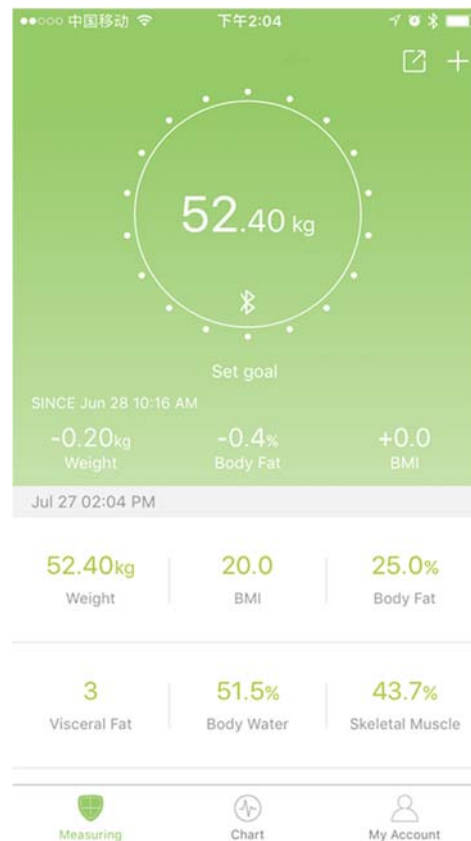 中国移动 下午2:04
52.40 kg
Set goal
SINCE Jun 28 10:16 AM
-0.20kg -0.4% +0.0
Weight Body Fat BMI
Jul 27 02:04 PM
52.40kg 20.0 25.0%
Weight BMI Body Fat
3 51.5% 43.7%
Visceral Fat Body Water Skeletal Muscle
Measuring Chart My Account